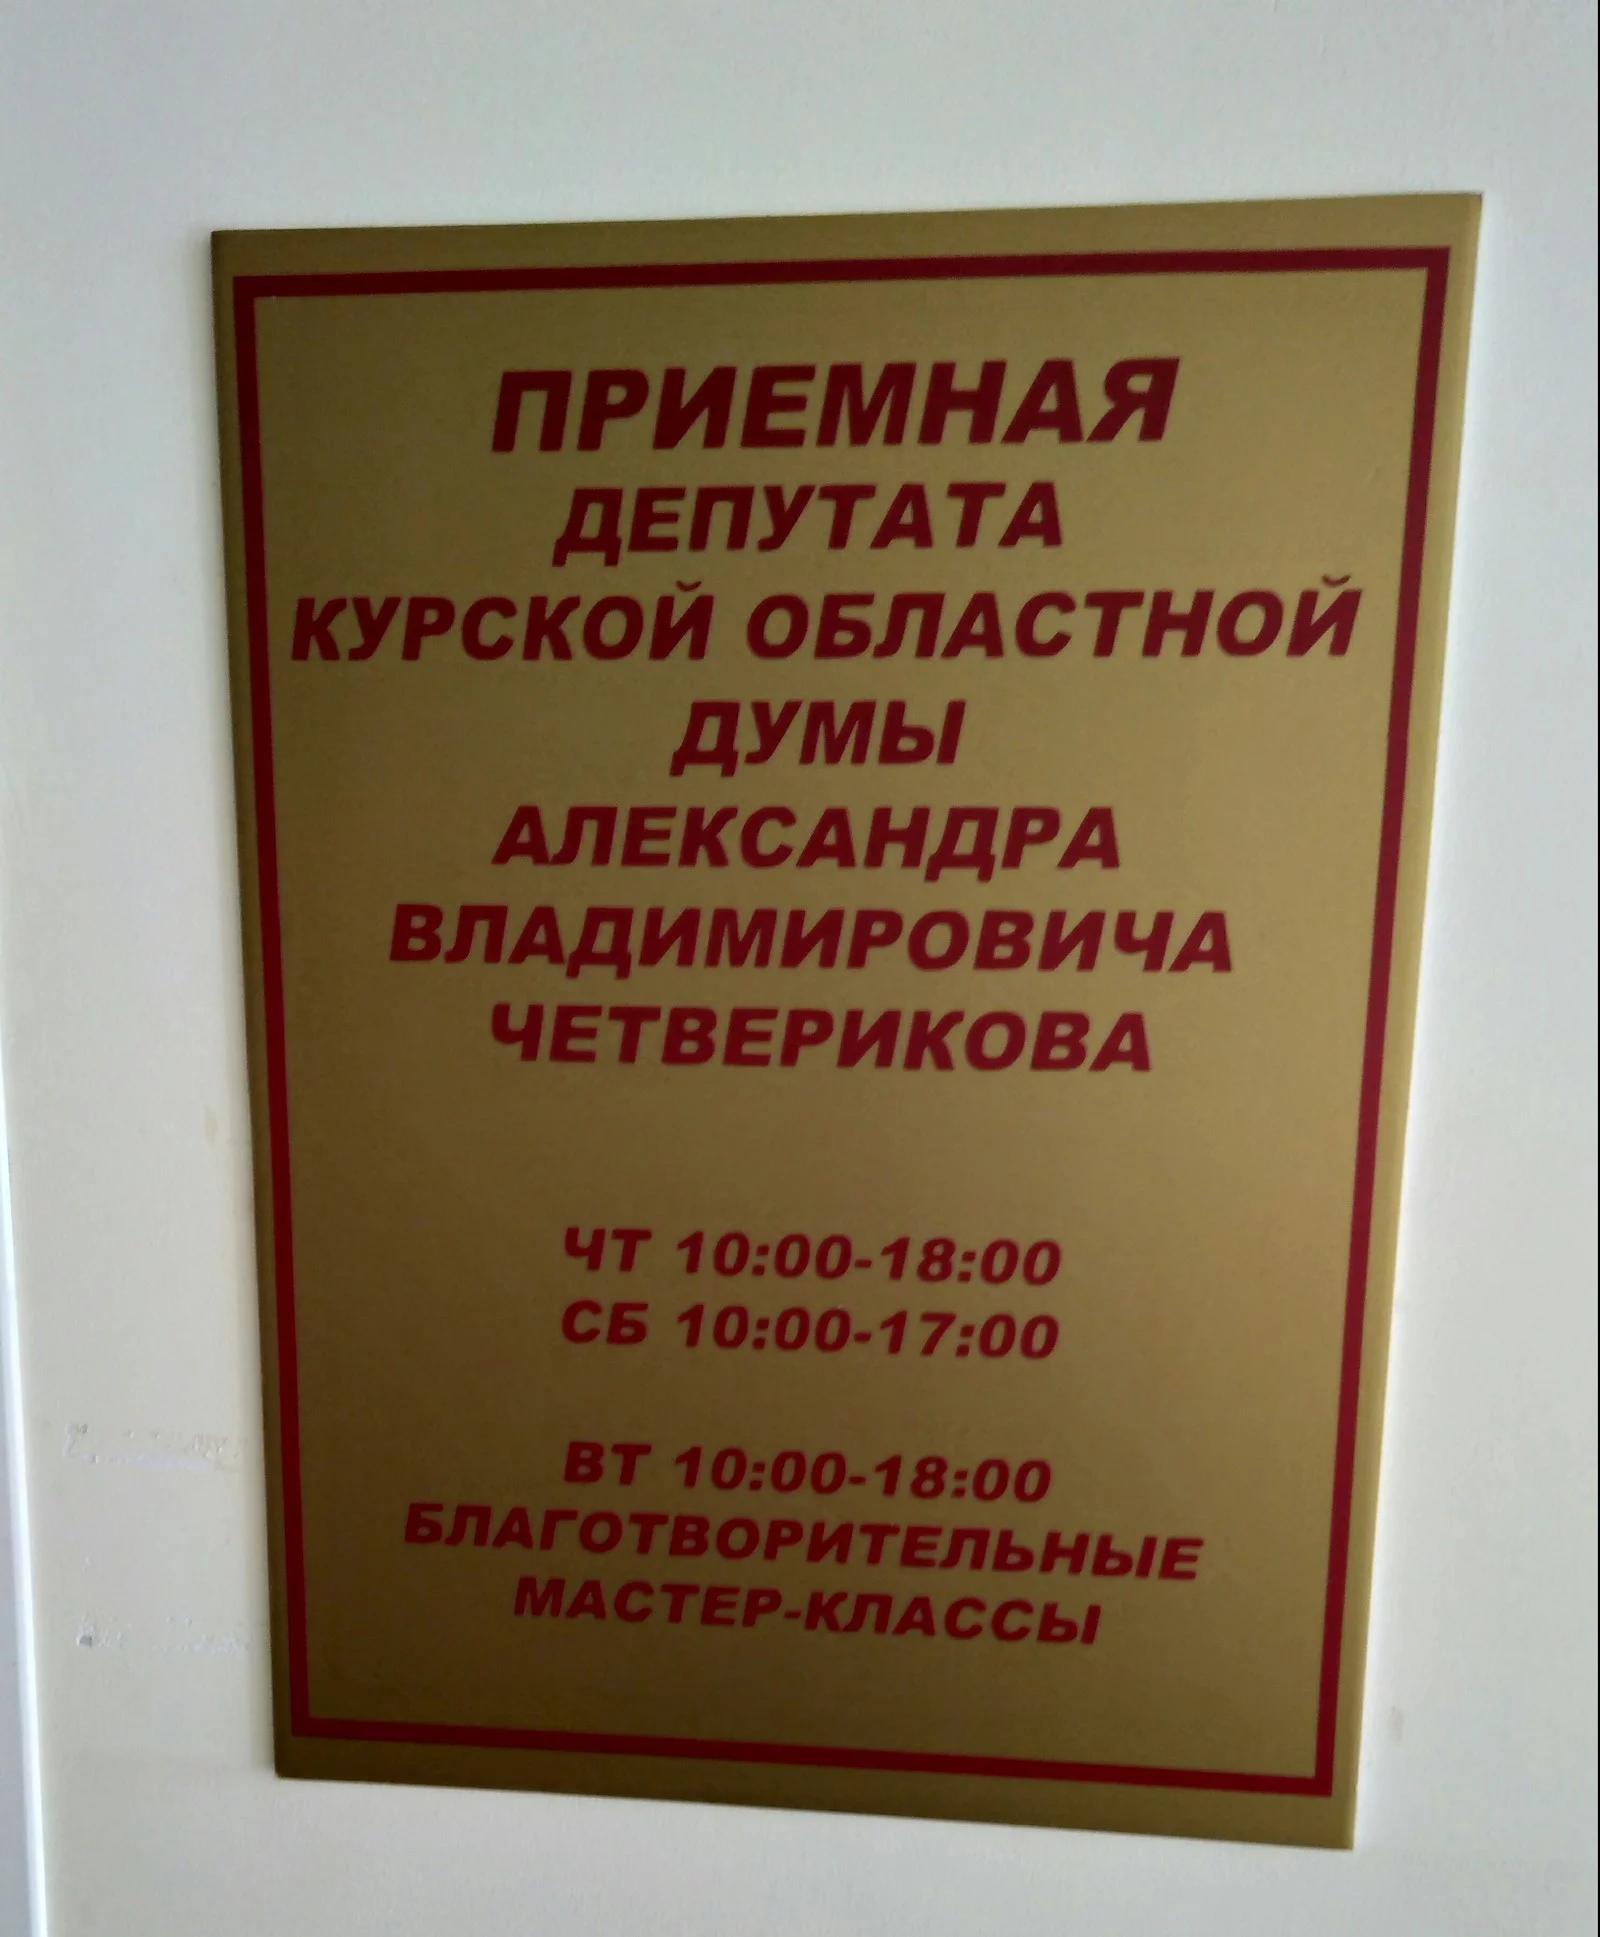 ПРИЕМНАЯ
ДЕПУТАТА
КУРСКОЙ ОБЛАСТНОЙ
ДУМЫ
АЛЕКСАНДРА
ВЛАДИМИРОВИЧА
ЧЕТВЕРИКОВА
ЧТ 10:00-18:00
СБ 10:00-17:00
ВТ 10:00-18:00
БЛАГОТВОРИТЕЛЬНЫЕ
МАСТЕР-КЛАССЫ